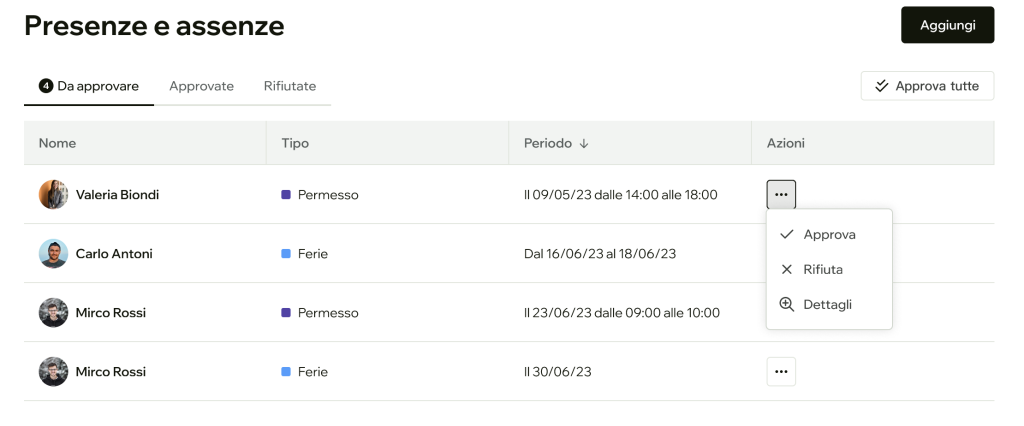 Presenze e assenze
Aggiungi
4 Da approvare
Approvate
Rifiutate
Approva tutte
Nome
Tipo
Periodo
Azioni
Valeria Biondi
Permesso
Il 09/05/23 dalle 14:00 alle 18:00
Approva
Rifiuta
Dettagli
Carlo Antoni
Ferie
Dal 16/06/23 al 18/06/23
Mirco Rossi
Permesso
Il 23/06/23 dalle 09:00 alle 10:00
Mirco Rossi
Ferie
Il 30/06/23